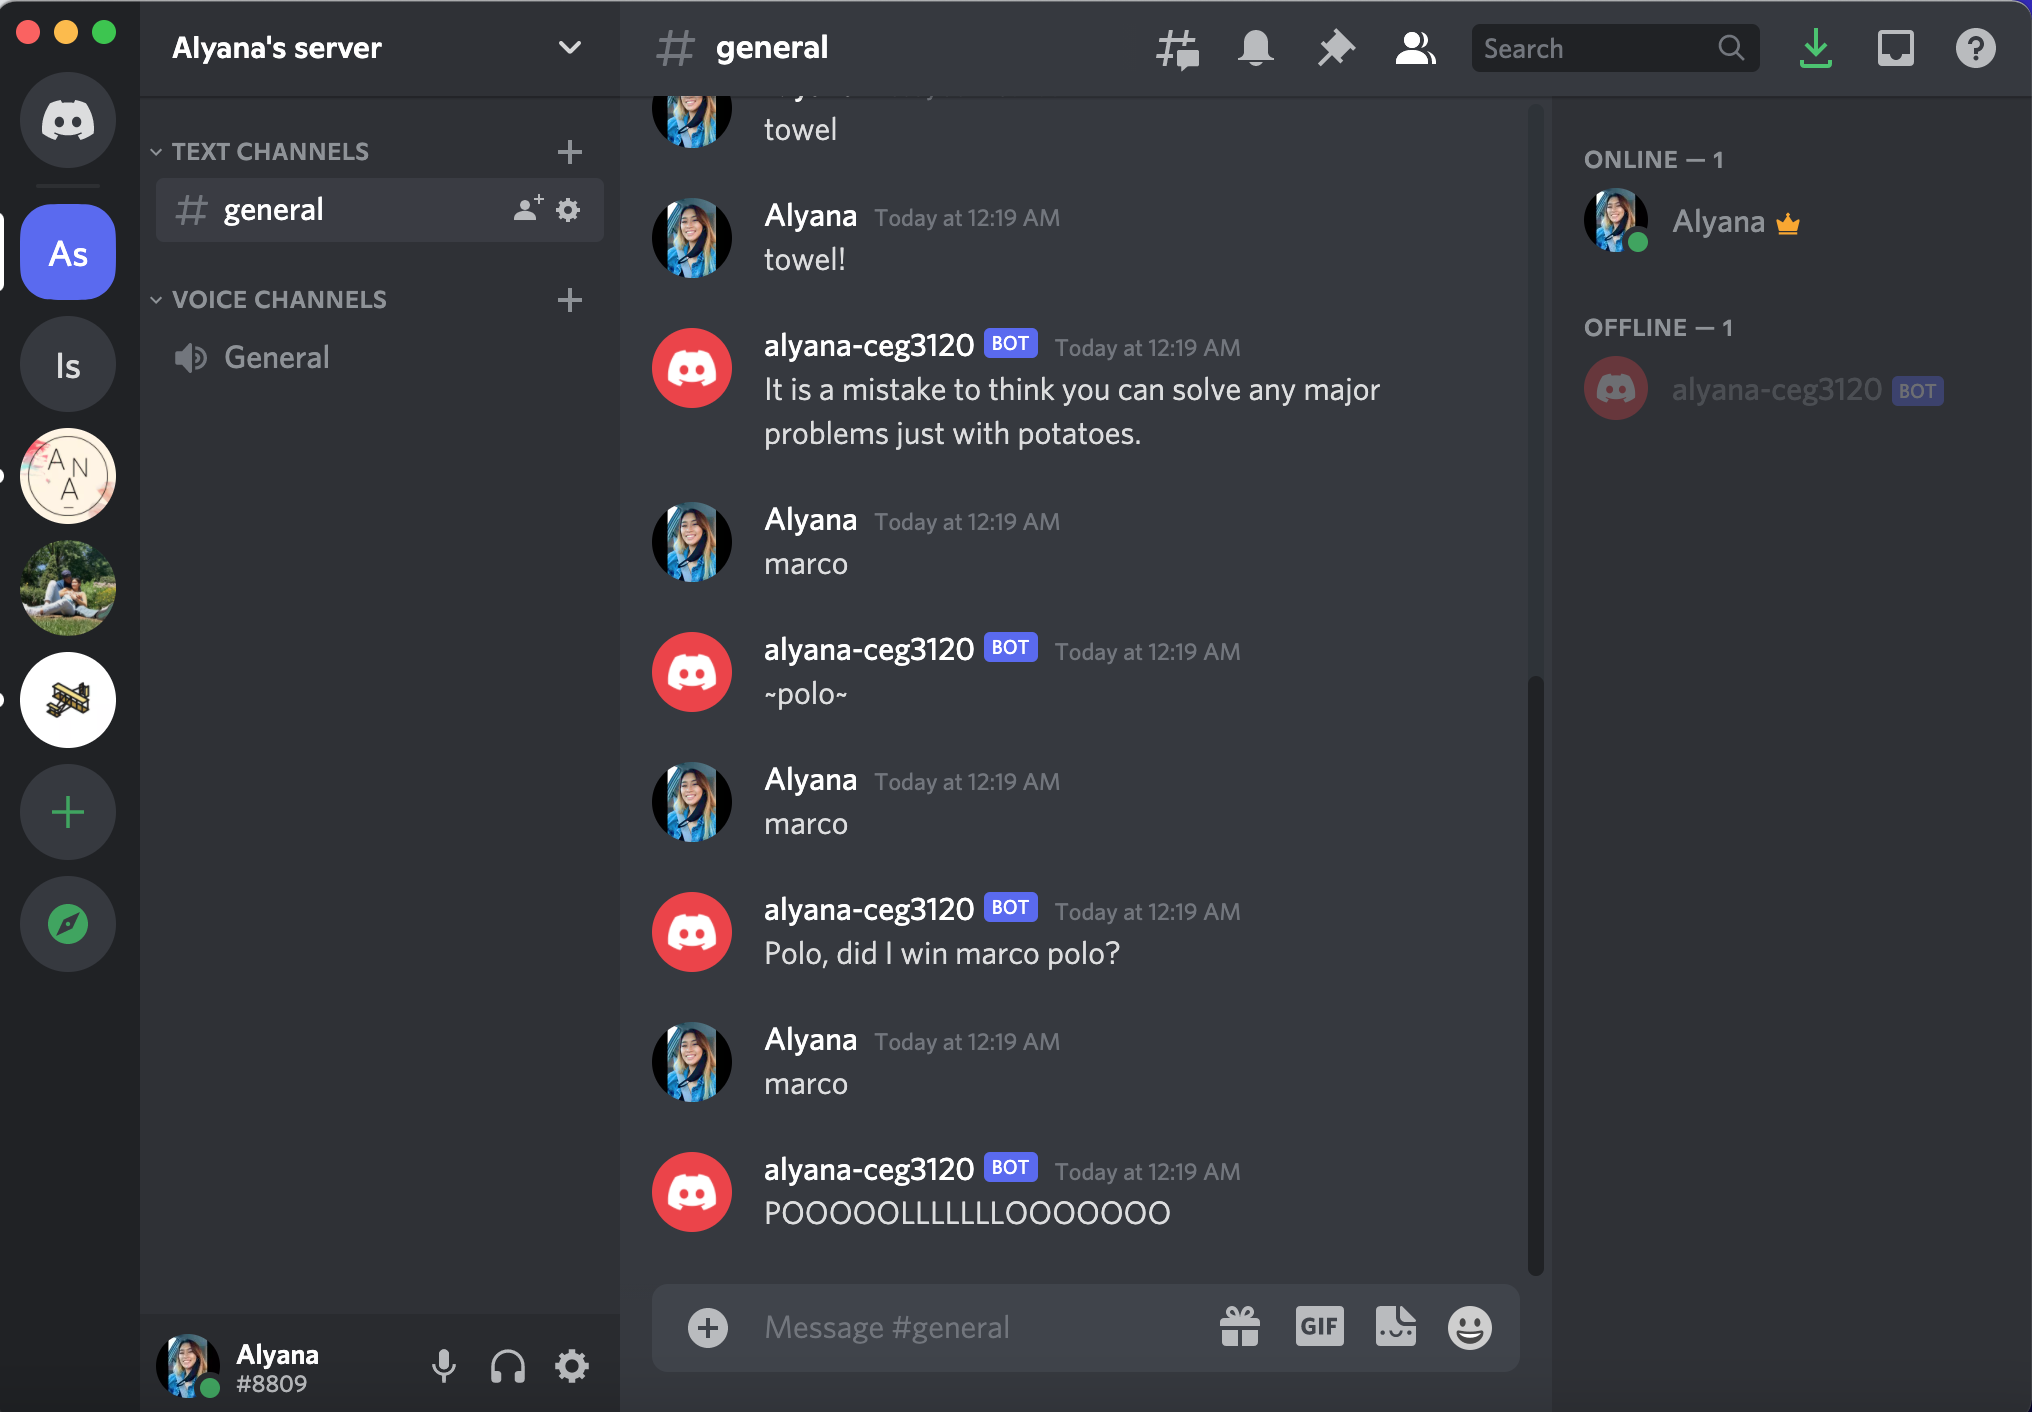 Alyana's server
general
Search
TEXT CHANNELS
general
VOICE CHANNELS
General
As
Is
A N
A
towel
Alyana Today at 12:19 AM
towel!
alyana-ceg3120 BOT Today at 12:19 AM
It is a mistake to think you can solve any major
problems just with potatoes.
Alyana Today at 12:19 AM
marco
alyana-ceg3120 BOT Today at 12:19 AM
~polo~
Alyana Today at 12:19 AM
marco
alyana-ceg3120 BOT Today at 12:19 AM
Polo, did I win marco polo?
Alyana Today at 12:19 AM
marco
alyana-ceg3120 BOT Today at 12:19 AM
POOOOOLLLLLLLOOOOOOO
Message #general
GIF
ONLINE — 1
Alyana
OFFLINE — 1
alyana-ceg3120 BOT
Alyana
#8809